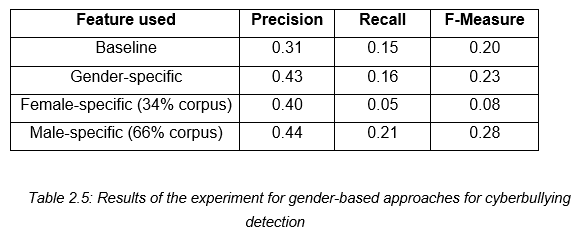 Feature used Precision Recall F-Measure
Baseline 0.31 0.15 0.20
Gender-specific 0.43 0.16 0.23
Female-specific (34% corpus) 0.40 0.05 0.08
Male-specific (66% corpus) 0.44 0.21 0.28
Table 2.5: Results of the experiment for gender-based approaches for cyberbullying
detection